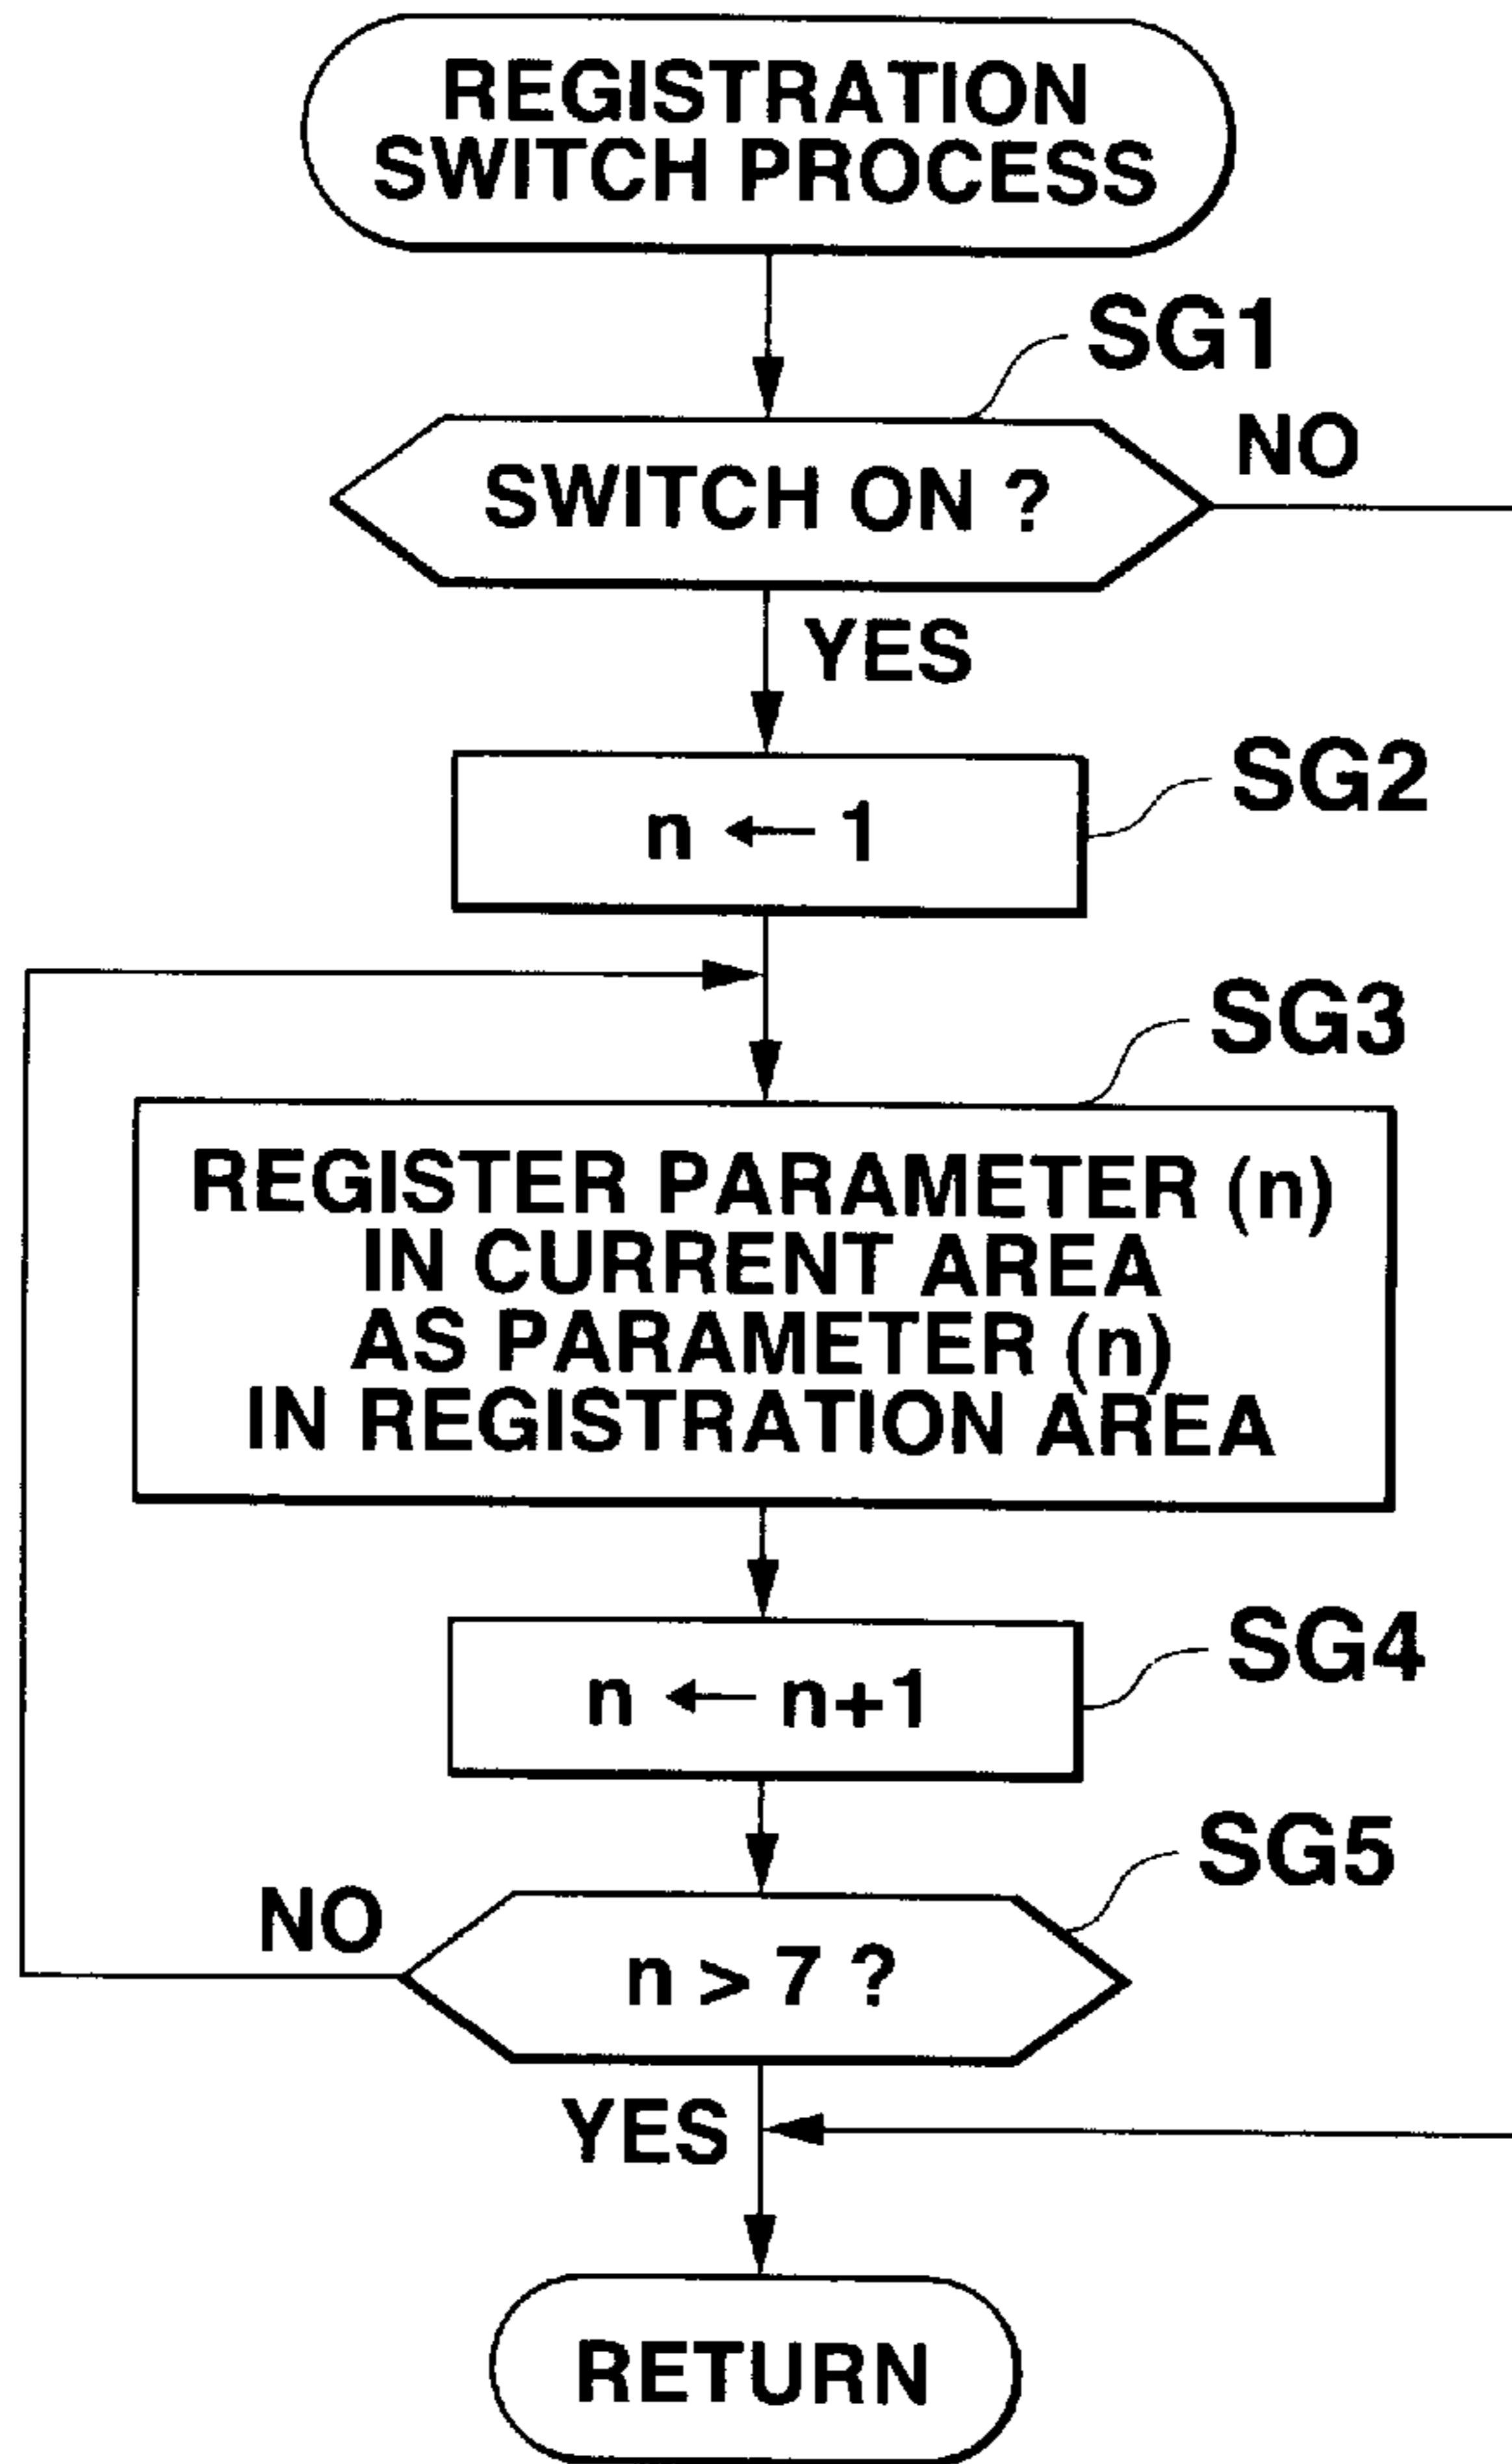 REGISTRATION
SWITCH PROCESS
SG1
SWITCH ON ?
NO
YES
SG2
n ← 1
SG3
REGISTER PARAMETER (n)
IN CURRENT AREA
AS PARAMETER (n)
IN REGISTRATION AREA
SG4
n ← n+1
SG5
NO
n > 7 ?
YES
RETURN